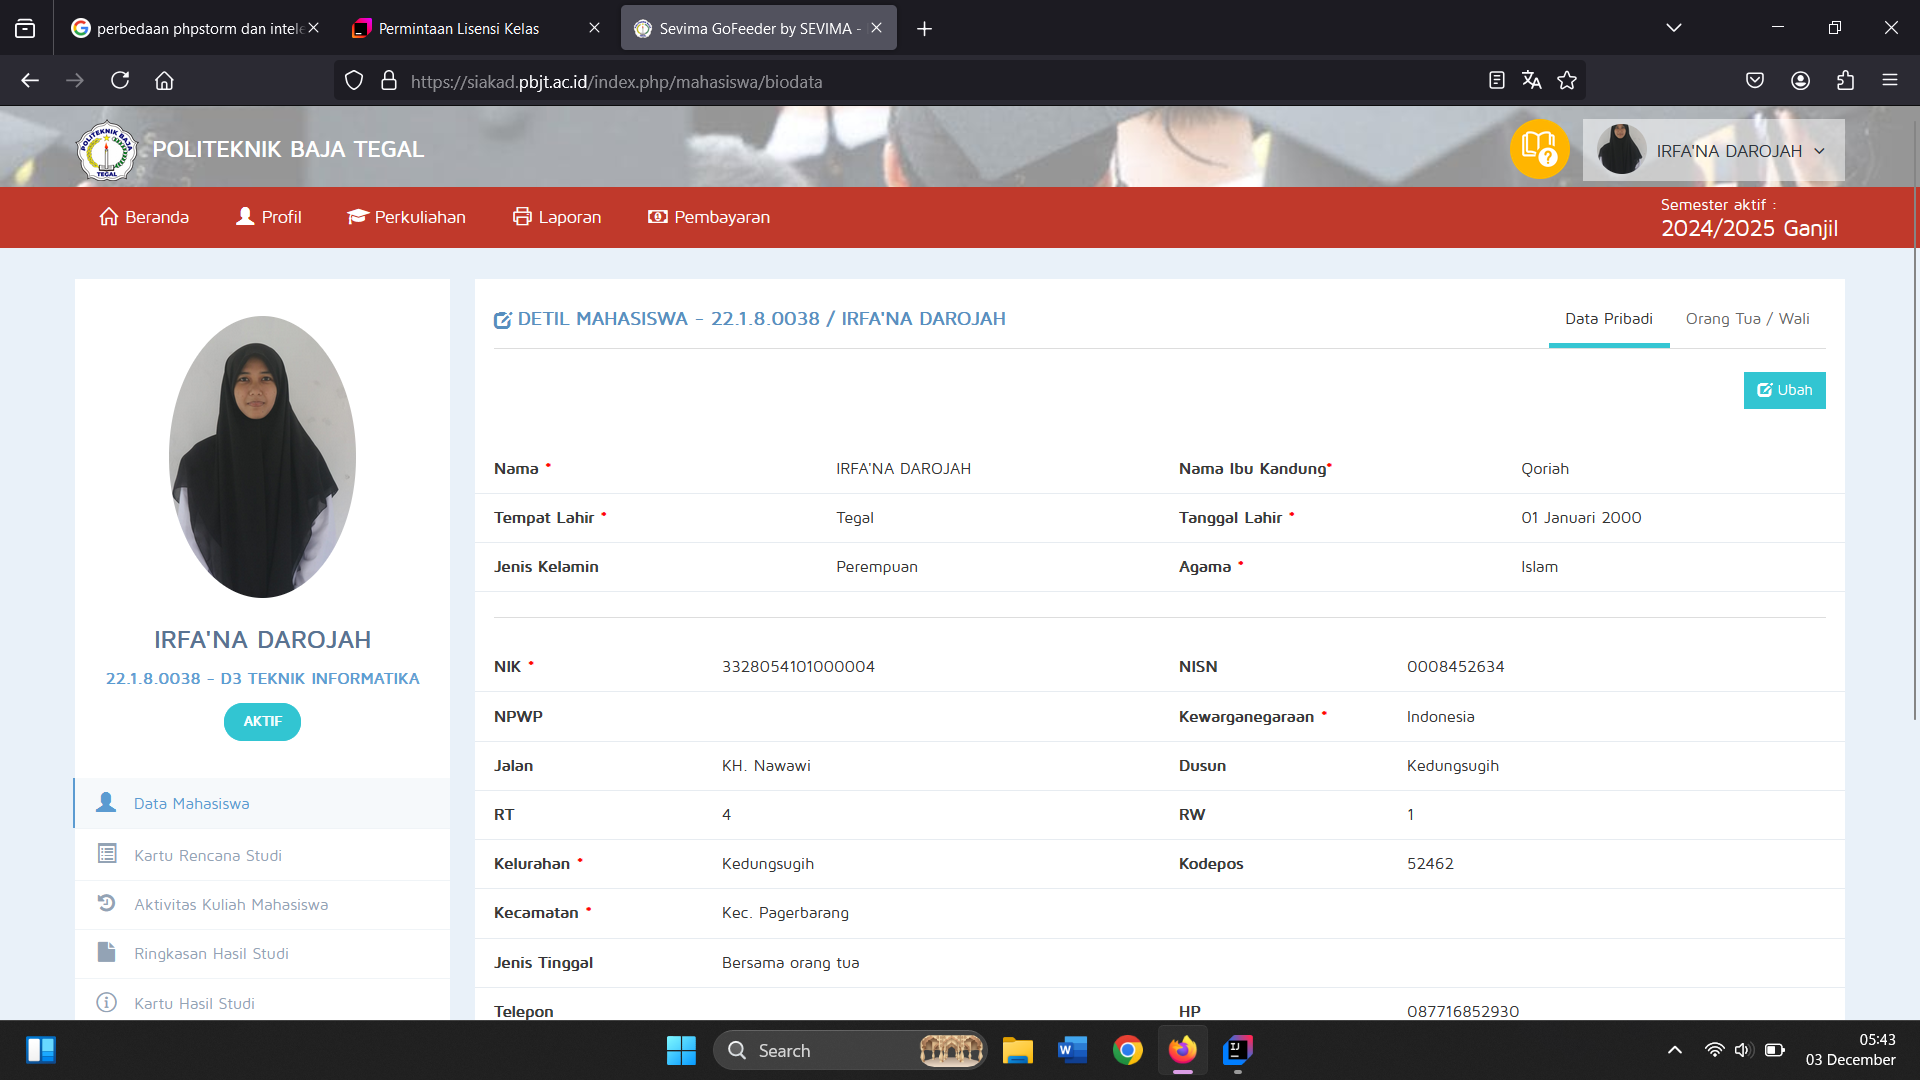 perbedaan phpstorm dan intele
Permintaan Lisensi Kelas
Sevima GoFeeder by SEVIMA -
https://siakad.pbjt.ac.id/index.php/mahasiswa/biodata
POLITEKNIK BAJA TEGAL
POLITEKNIK BAJA TEGAL
IRFA'NA DAROJAH
Beranda
Profil
Perkuliahan
Laporan
Pembayaran
Semester aktif :
2024/2025 Ganjil
IRFA'NA DAROJAH
22.1.8.0038 - D3 TEKNIK INFORMATIKA
AKTIF
Data Mahasiswa
Kartu Rencana Studi
Aktivitas Kuliah Mahasiswa
Ringkasan Hasil Studi
Kartu Hasil Studi
DETIL MAHASISWA - 22.1.8.0038 / IRFA'NA DAROJAH
Data Pribadi
Orang Tua / Wali
Ubah
Nama * IRFA'NA DAROJAH Nama Ibu Kandung* Qoriah
Tempat Lahir * Tegal Tanggal Lahir * 01 Januari 2000
Jenis Kelamin Perempuan Agama * Islam
NIK * 3328054101000004 NISN 0008452634
NPWP Kewarganegaraan * Indonesia
Jalan KH. Nawawi Dusun Kedungsugih
RT 4 RW 1
Kelurahan * Kedungsugih Kodepos 52462
Kecamatan * Kec. Pagerbarang
Jenis Tinggal Bersama orang tua
Telepon HP 087716852930
Search
05:43
03 December